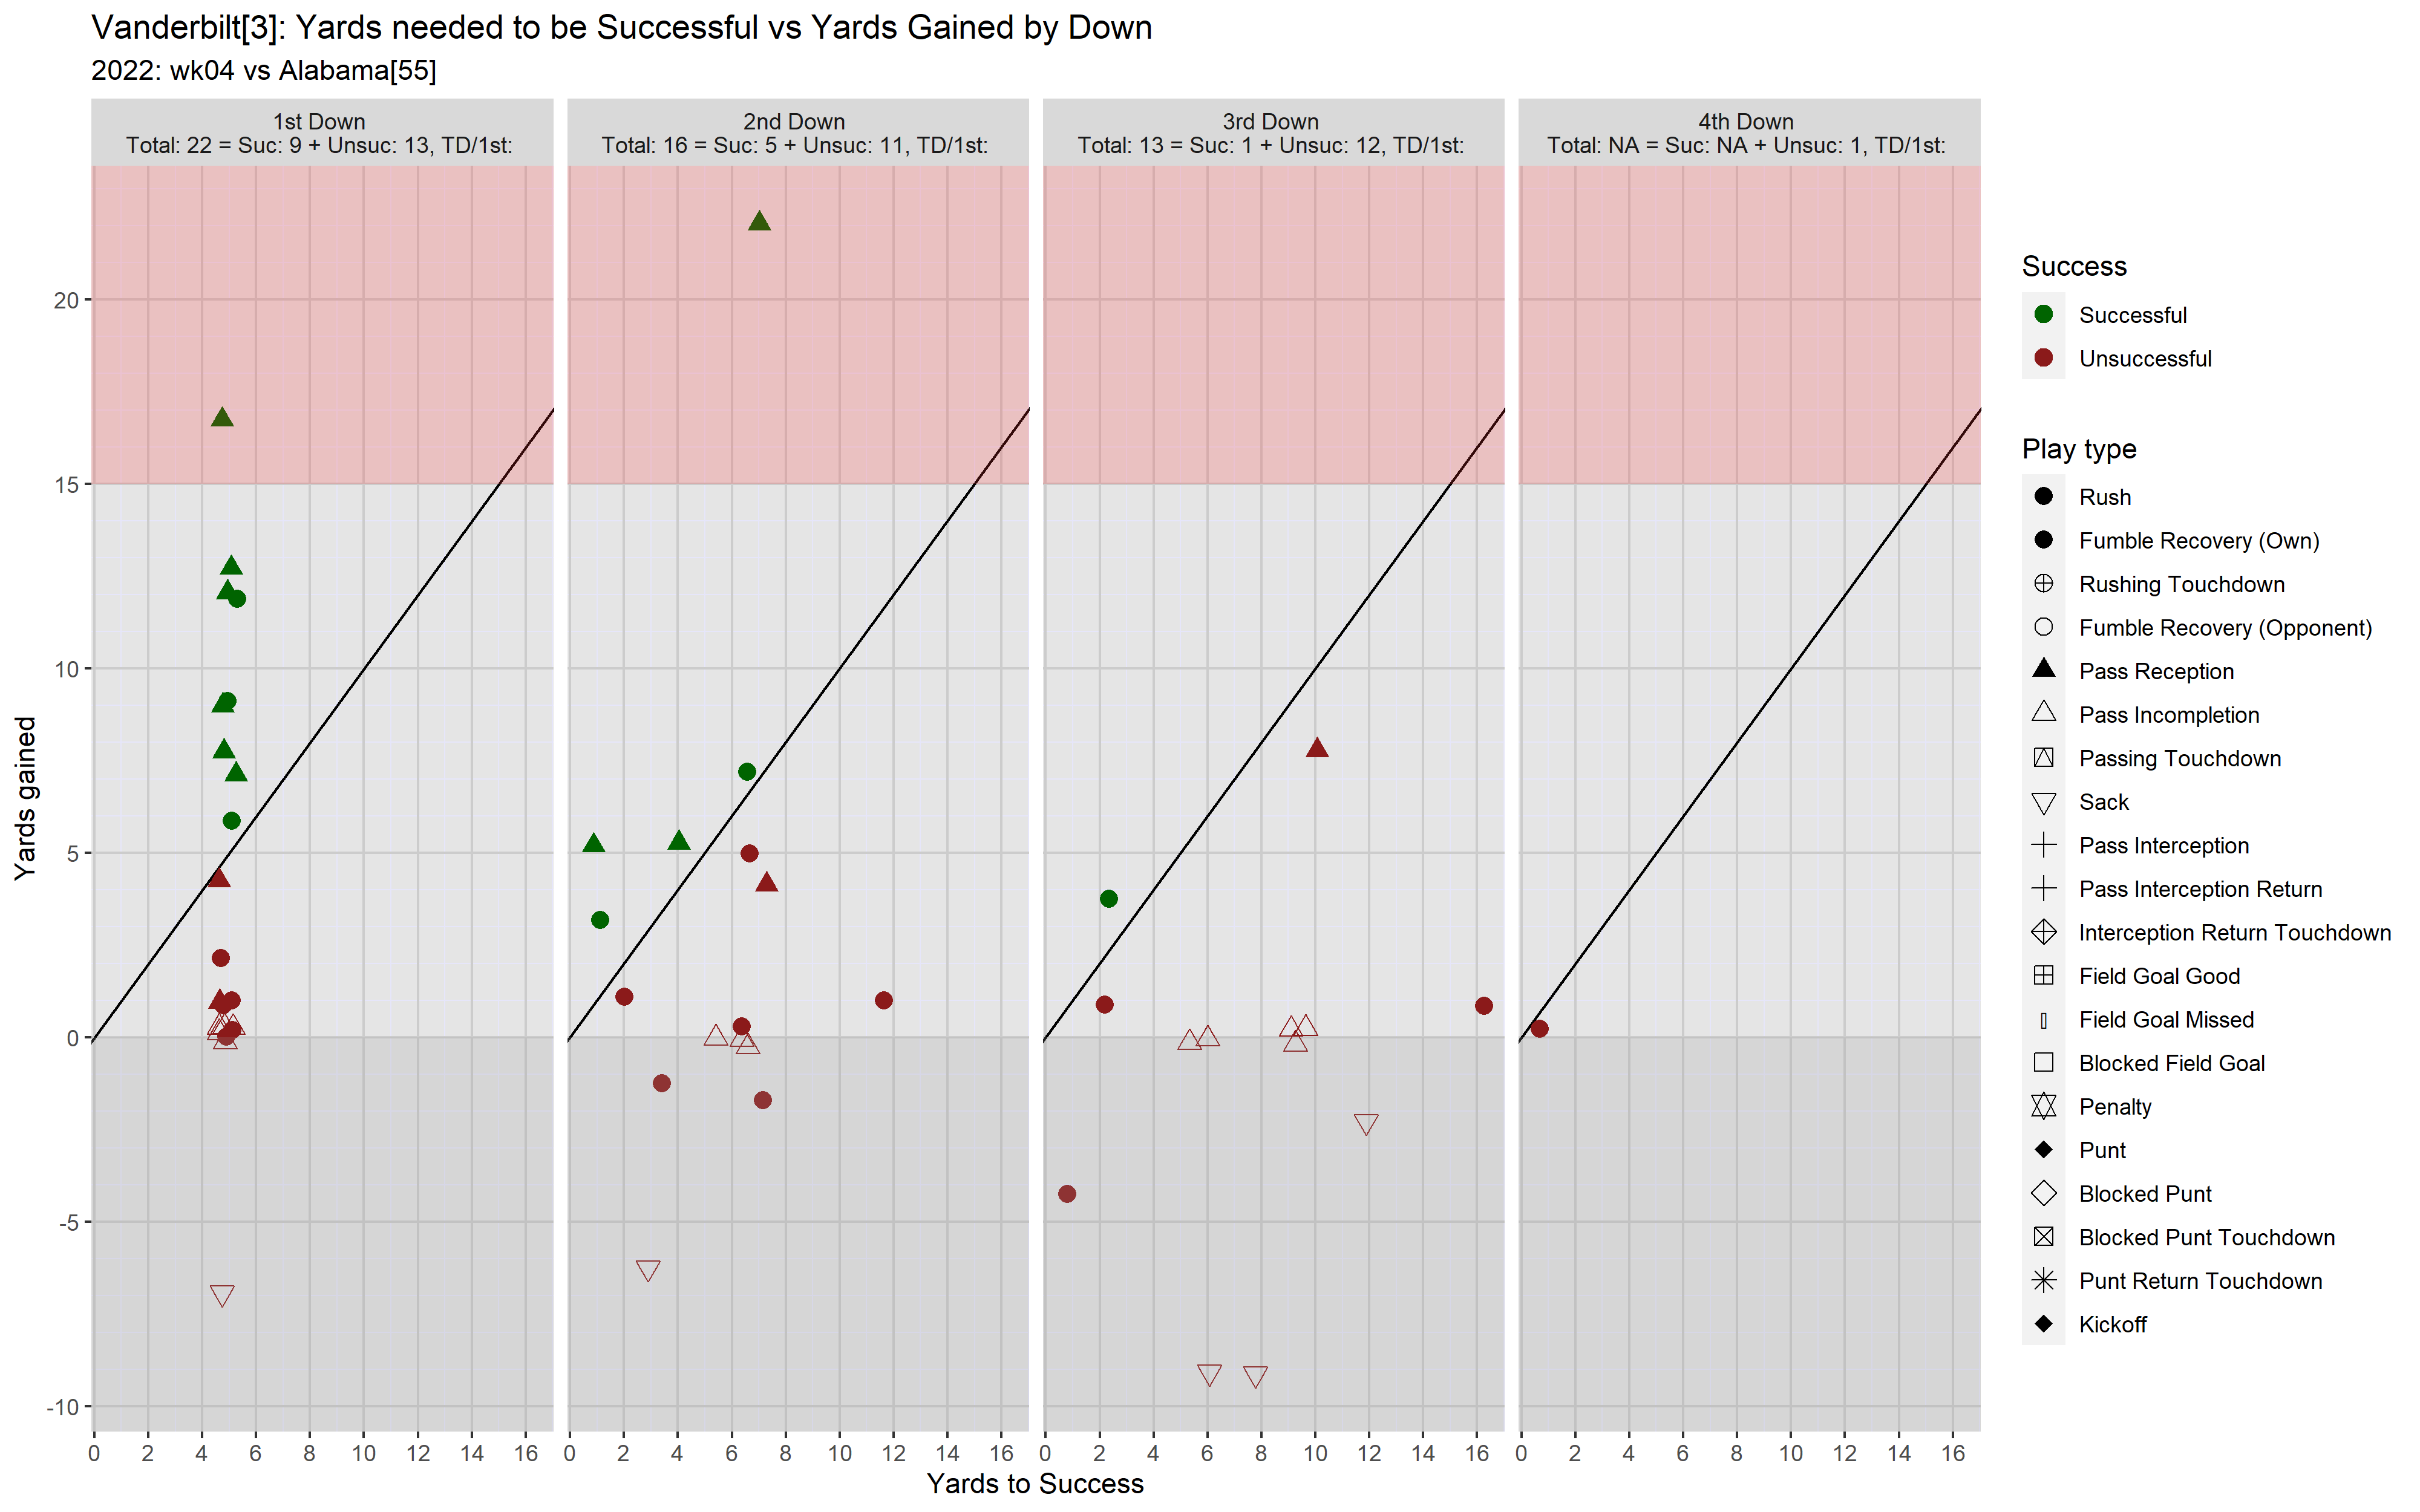 Vanderbilt[3]: Yards needed to be Successful vs Yards Gained by Down
2022: wk04 vs Alabama[55]
1st Down
Total: 22 = Suc: 9 + Unsuc: 13, TD/1st:
2nd Down
Total: 16 = Suc: 5 + Unsuc: 11, TD/1st:
3rd Down
Total: 13 = Suc: 1 + Unsuc: 12, TD/1st:
4th Down
Total: NA = Suc: NA + Unsuc: 1, TD/1st:
Yards gained
20
15
10
5
0
-5
-10
0 2 4 6 8 10 12 14 16
0 2 4 6 8 10 12 14 16
0 2 4 6 8 10 12 14 16
0 2 4 6 8 10 12 14 16
Yards to Success
Success
Successful
Unsuccessful
Play type
Rush
Fumble Recovery (Own)
Rushing Touchdown
Fumble Recovery (Opponent)
Pass Reception
Pass Incompletion
Passing Touchdown
Sack
Pass Interception
Pass Interception Return
Interception Return Touchdown
Field Goal Good
Field Goal Missed
Blocked Field Goal
Penalty
Punt
Blocked Punt
Blocked Punt Touchdown
Punt Return Touchdown
Kickoff